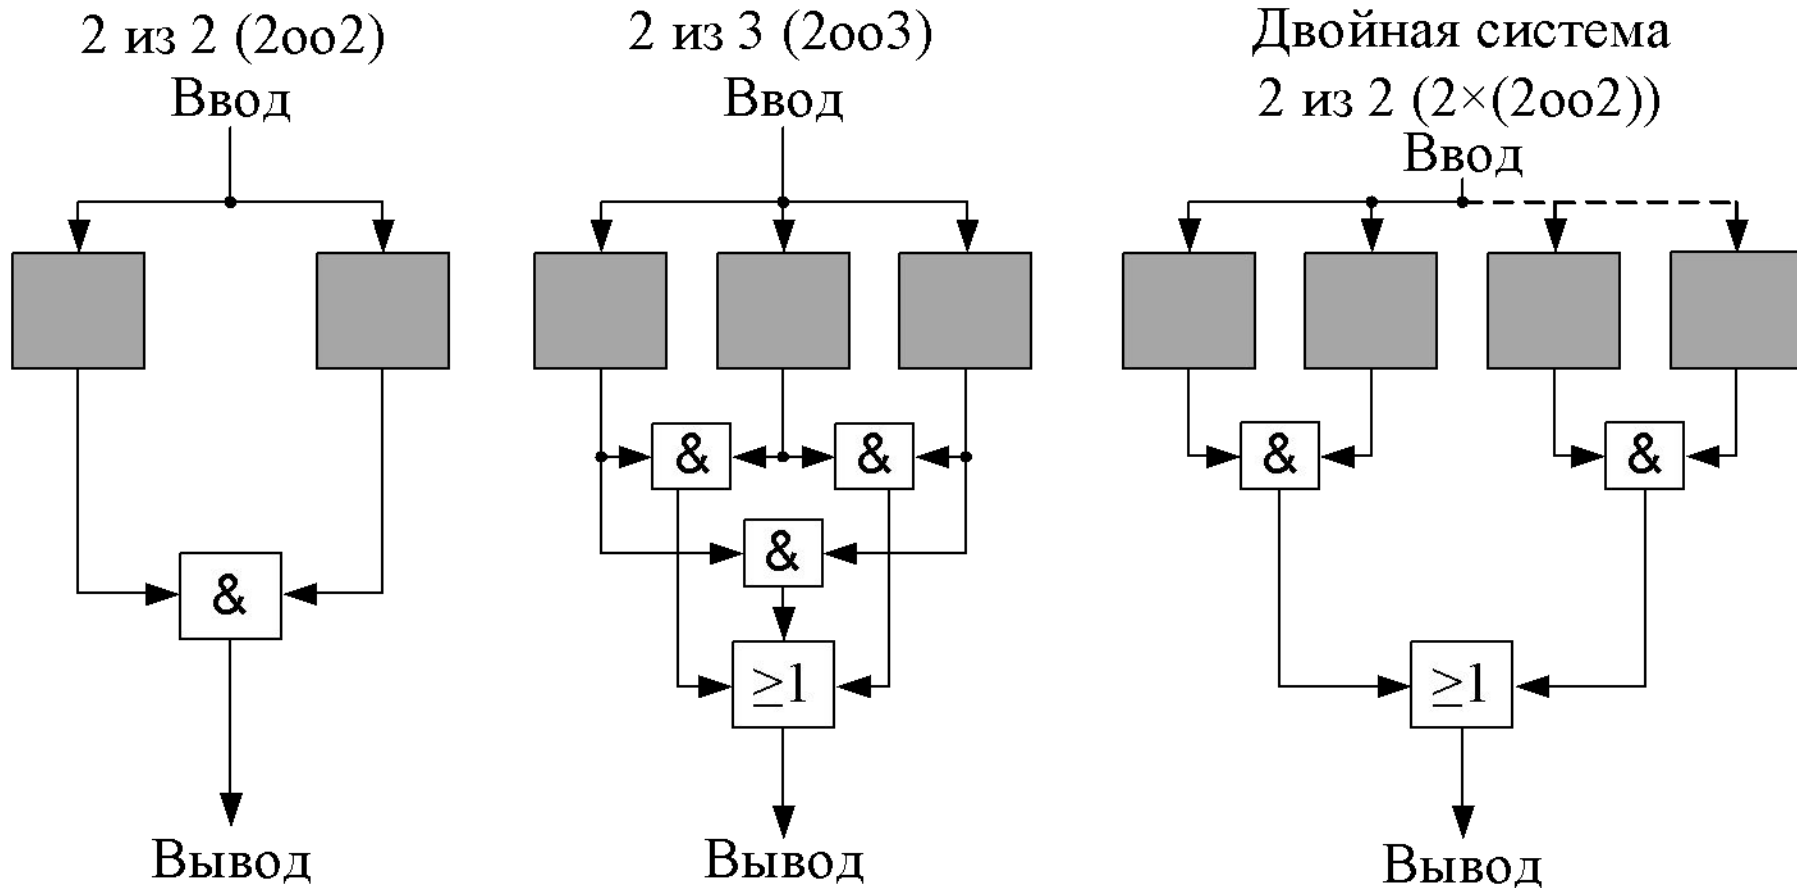 2 из 2 (2oo2)
Ввод
&
Вывод
2 из 3 (2oo3)
Ввод
& &
&
≥1
Вывод
Двойная система
2 из 2 (2×(2oo2))
Ввод
& &
≥1
Вывод